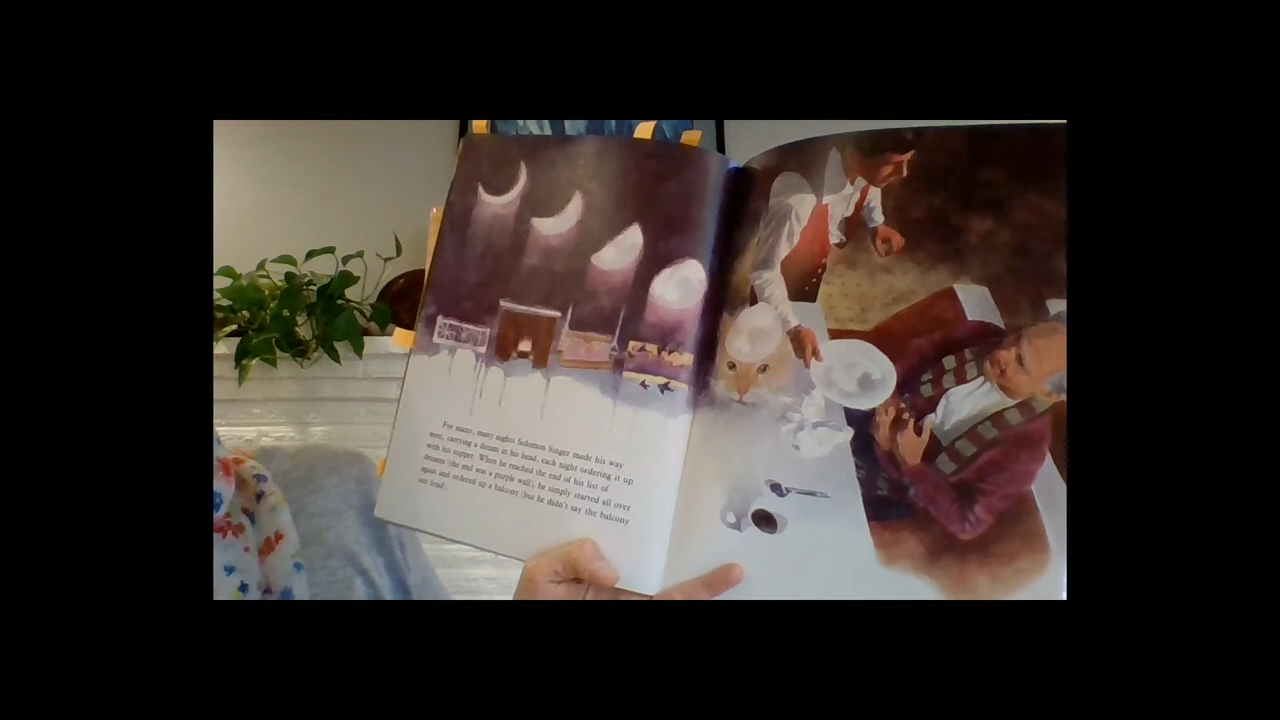 For many, many nights Solomon Singer made his way
west, carrying a dream in his head, each night ordering it up
with his supper. When he reached the end of his list of
dreams (the end was a purple wall), he simply started all over
again and ordered up a balcony (but he didn't say the balcony
out loud).